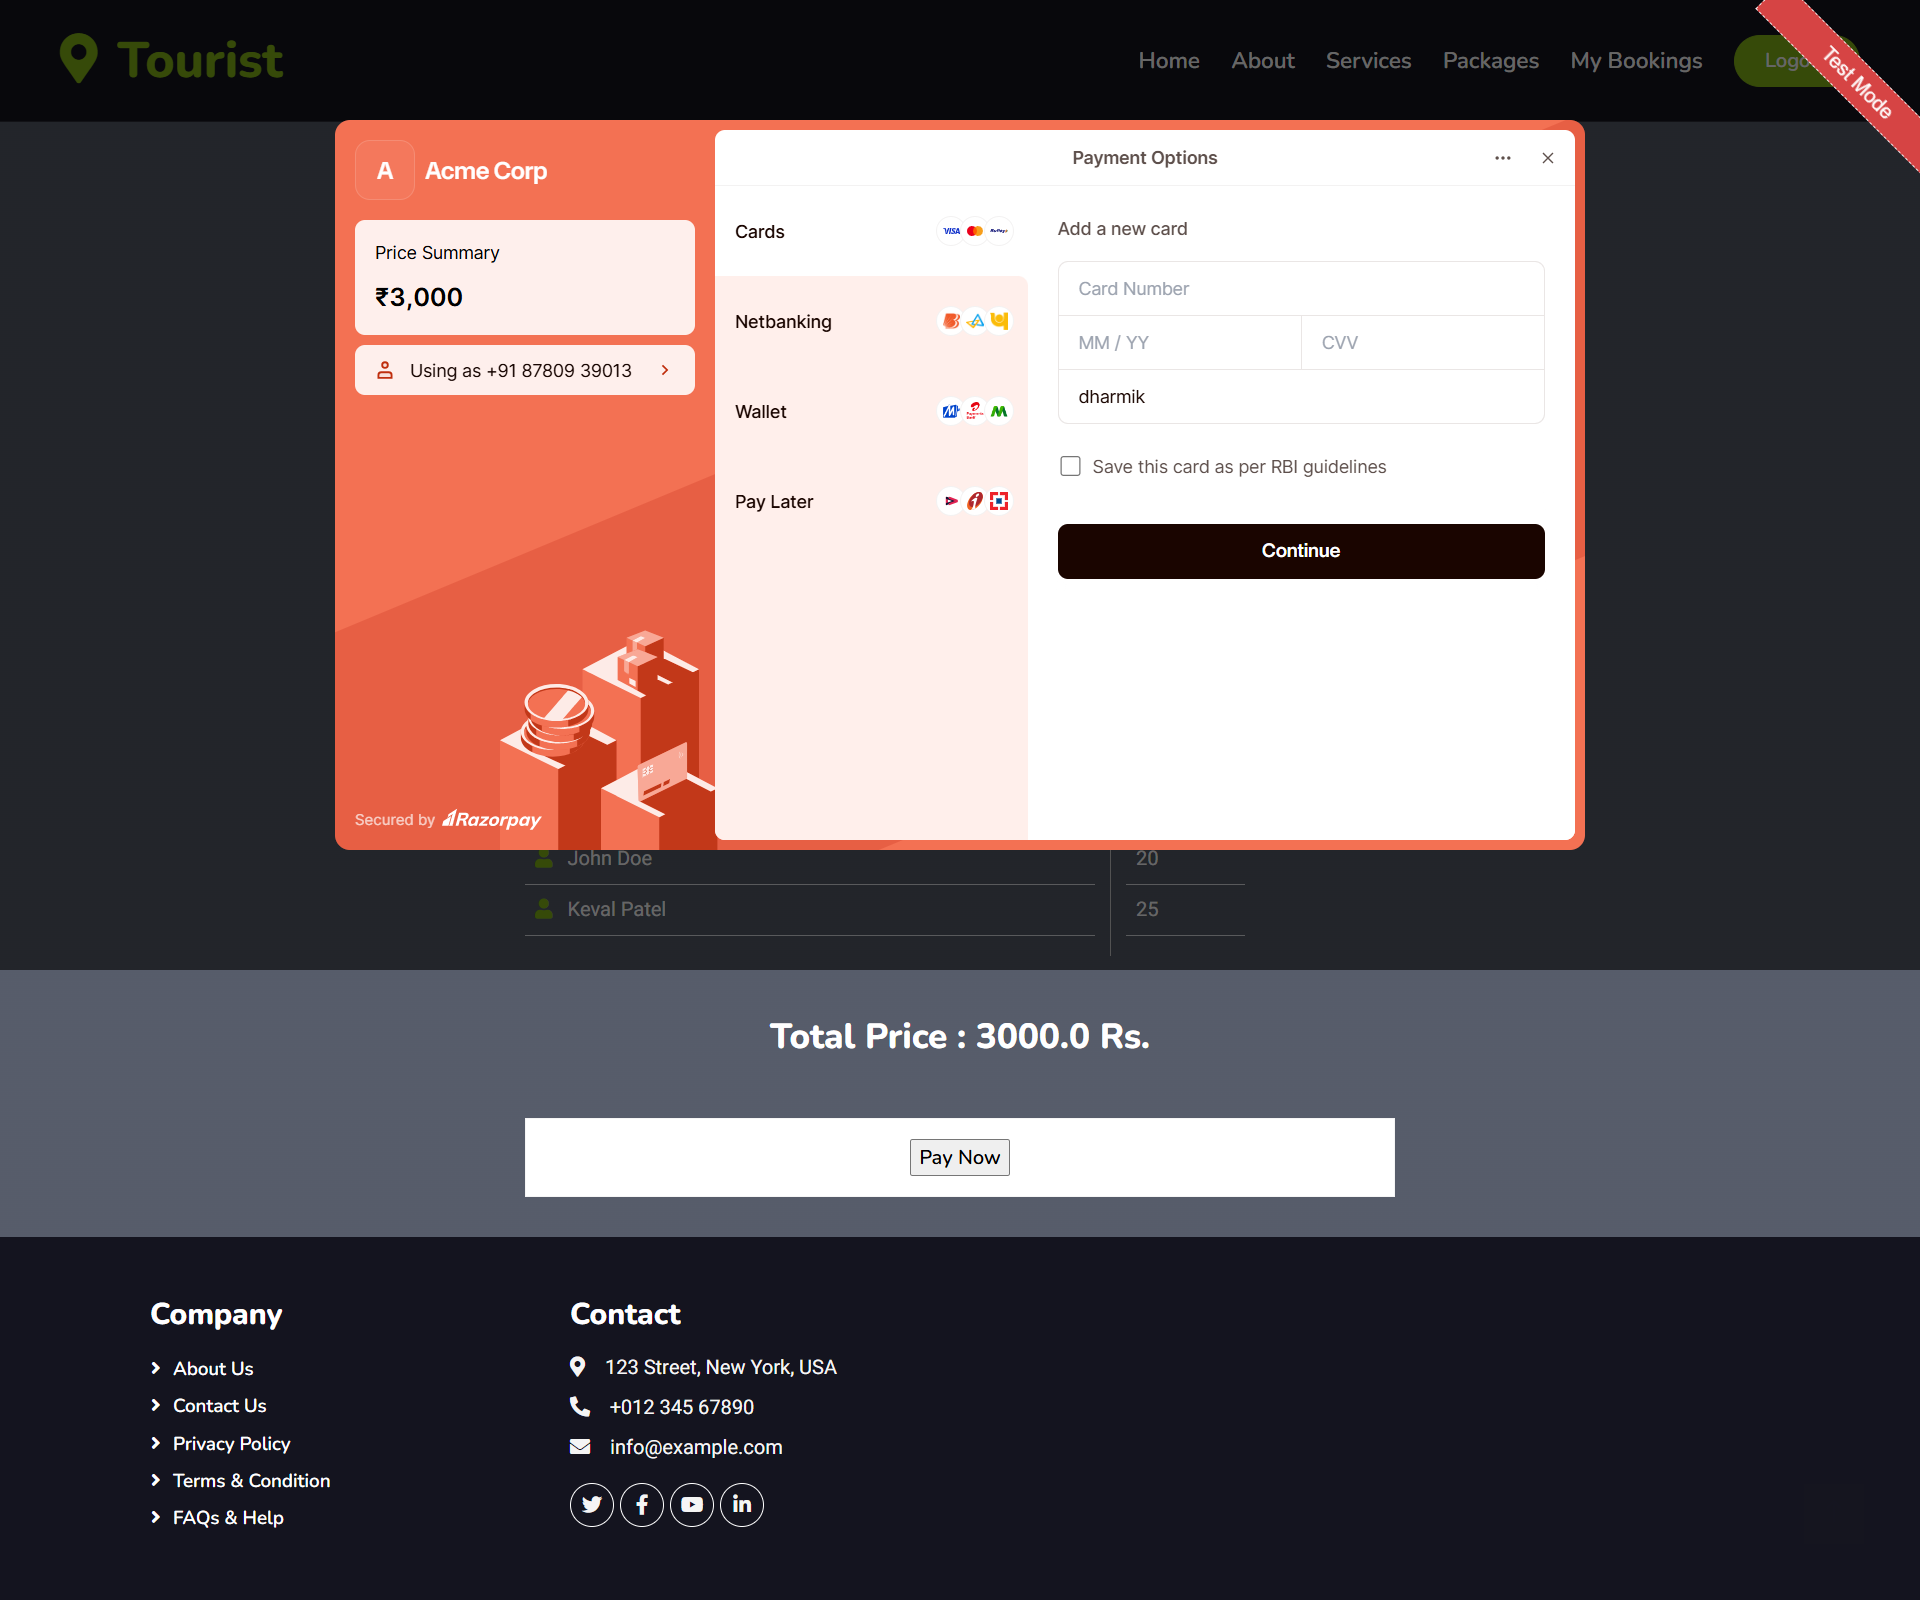 Tourist
Home About Services Packages My Bookings Logo
Test Mode
A Acme Corp
Price Summary
₹3,000
Using as +91 87809 39013
Secured by Razorpay
Payment Options
Cards VISA RuPay
Netbanking
Wallet
Pay Later
Add a new card
Card Number
MM / YY CVV
dharmik
Save this card as per RBI guidelines
Continue
John Doe 20
Keval Patel 25
Total Price : 3000.0 Rs.
Pay Now
Company
About Us
Contact Us
Privacy Policy
Terms & Condition
FAQs & Help
Contact
123 Street, New York, USA
+012 345 67890
info@example.com